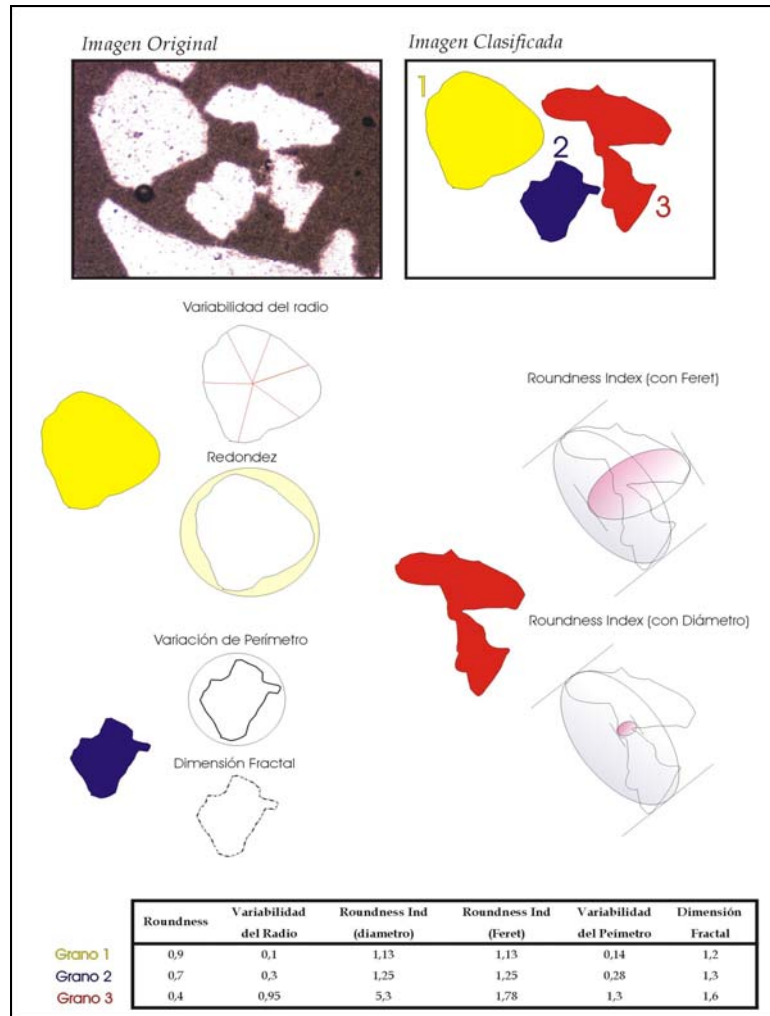 Imagen Original
Imagen Clasificada
1
2
3
Variabilidad del radio
Redondez
Roundness Index (con Feret)
Variación de Perímetro
Dimensión Fractal
Roundness Index (con Diámetro)
Roundness Variabilidad del Radio Roundness Ind (diametro) Roundness Ind (Feret) Variabilidad del Peímetro Dimensión Fractal
Grano 1 0,9 0,1 1,13 1,13 0,14 1,2
Grano 2 0,7 0,3 1,25 1,25 0,28 1,3
Grano 3 0,4 0,95 5,3 1,78 1,3 1,6